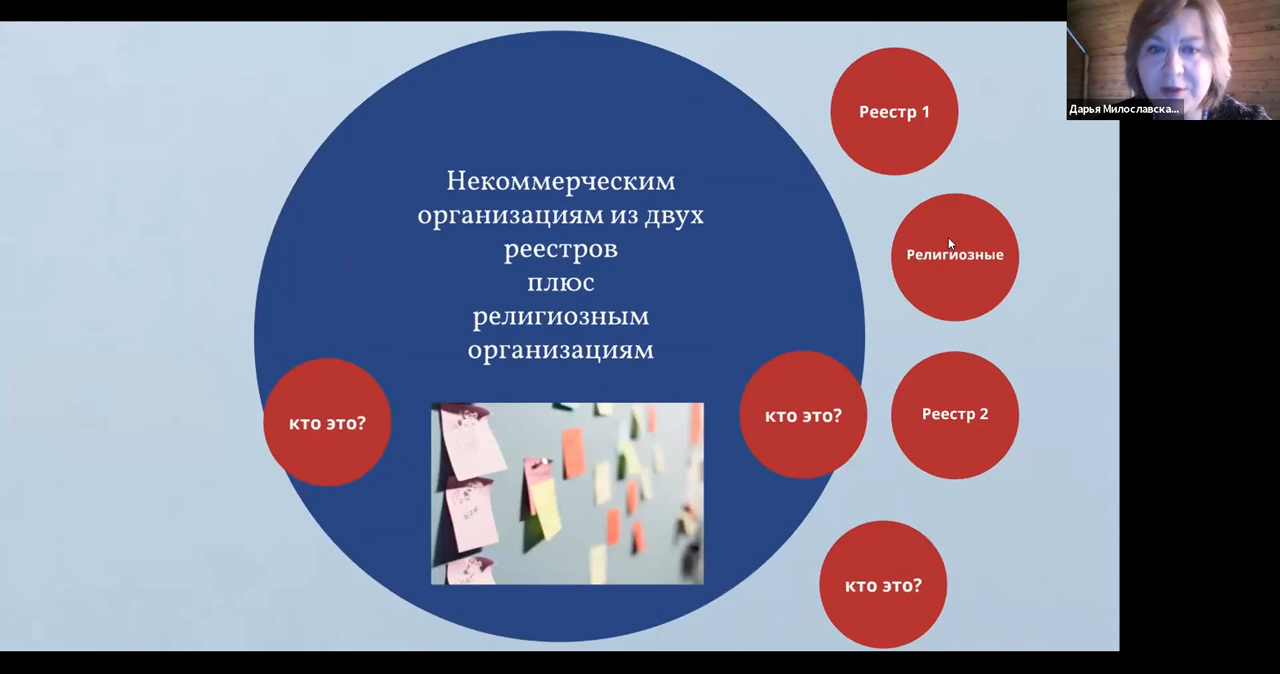 Некоммерческим
организациям из двух
реестров
плюс
религиозным
организациям
кто это?
кто это?
Реестр 1
Религиозные
Реестр 2
кто это?
Дарья Милославска...